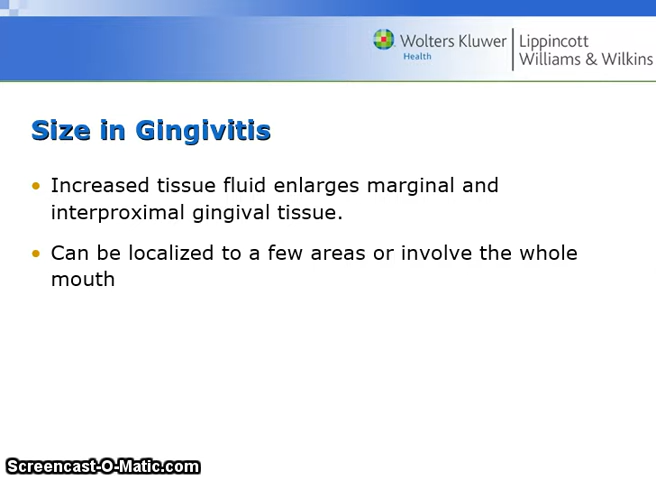 Wolters Kluwer
Health
Lippincott
Williams & Wilkins
Size in Gingivitis
• Increased tissue fluid enlarges marginal and
interproximal gingival tissue.
• Can be localized to a few areas or involve the whole
mouth
Screencast-O-Matic.com